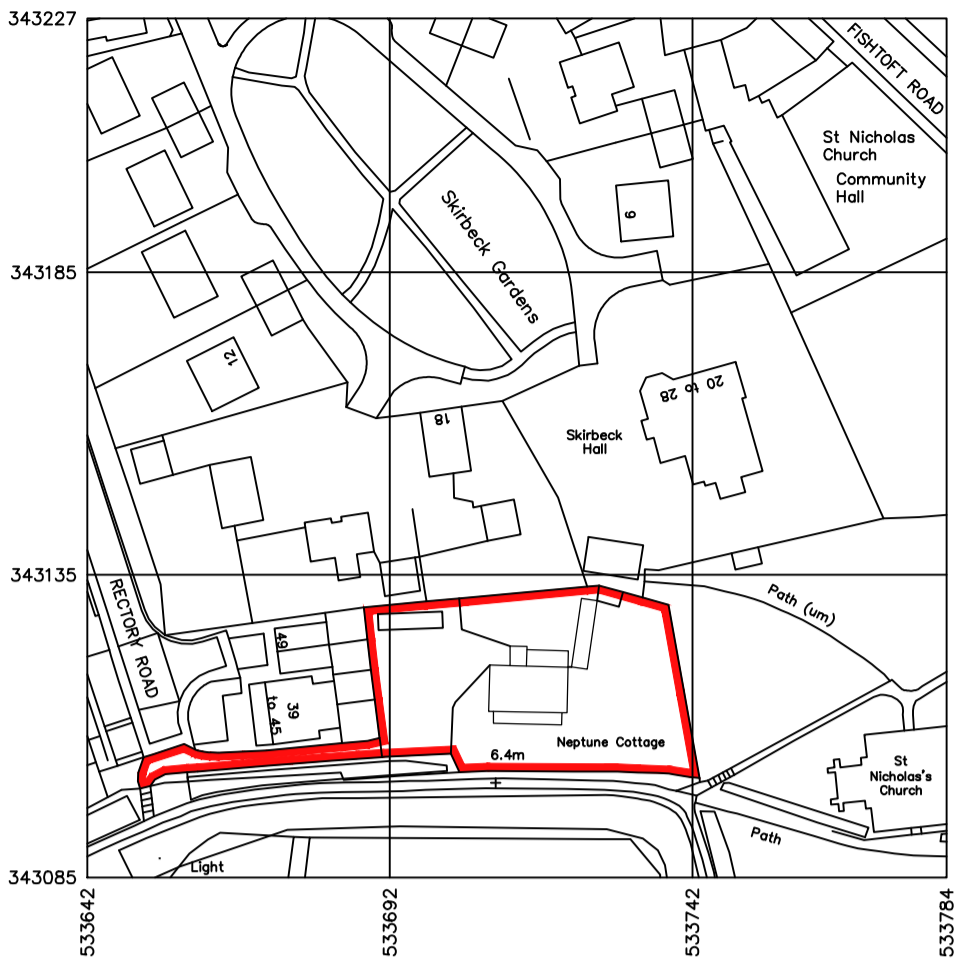 343227
FISHTOFT ROAD
St Nicholas
Church
Community
Hall
9
Skirbeck Gardens
343185
12
18
20 to 28
Skirbeck
Hall
343135
RECTORY ROAD
Path (um)
49
39
to 45
Neptune Cottage
6.4m
St
Nicholas's
Church
Path
Light
343085
533642
533692
533742
533784